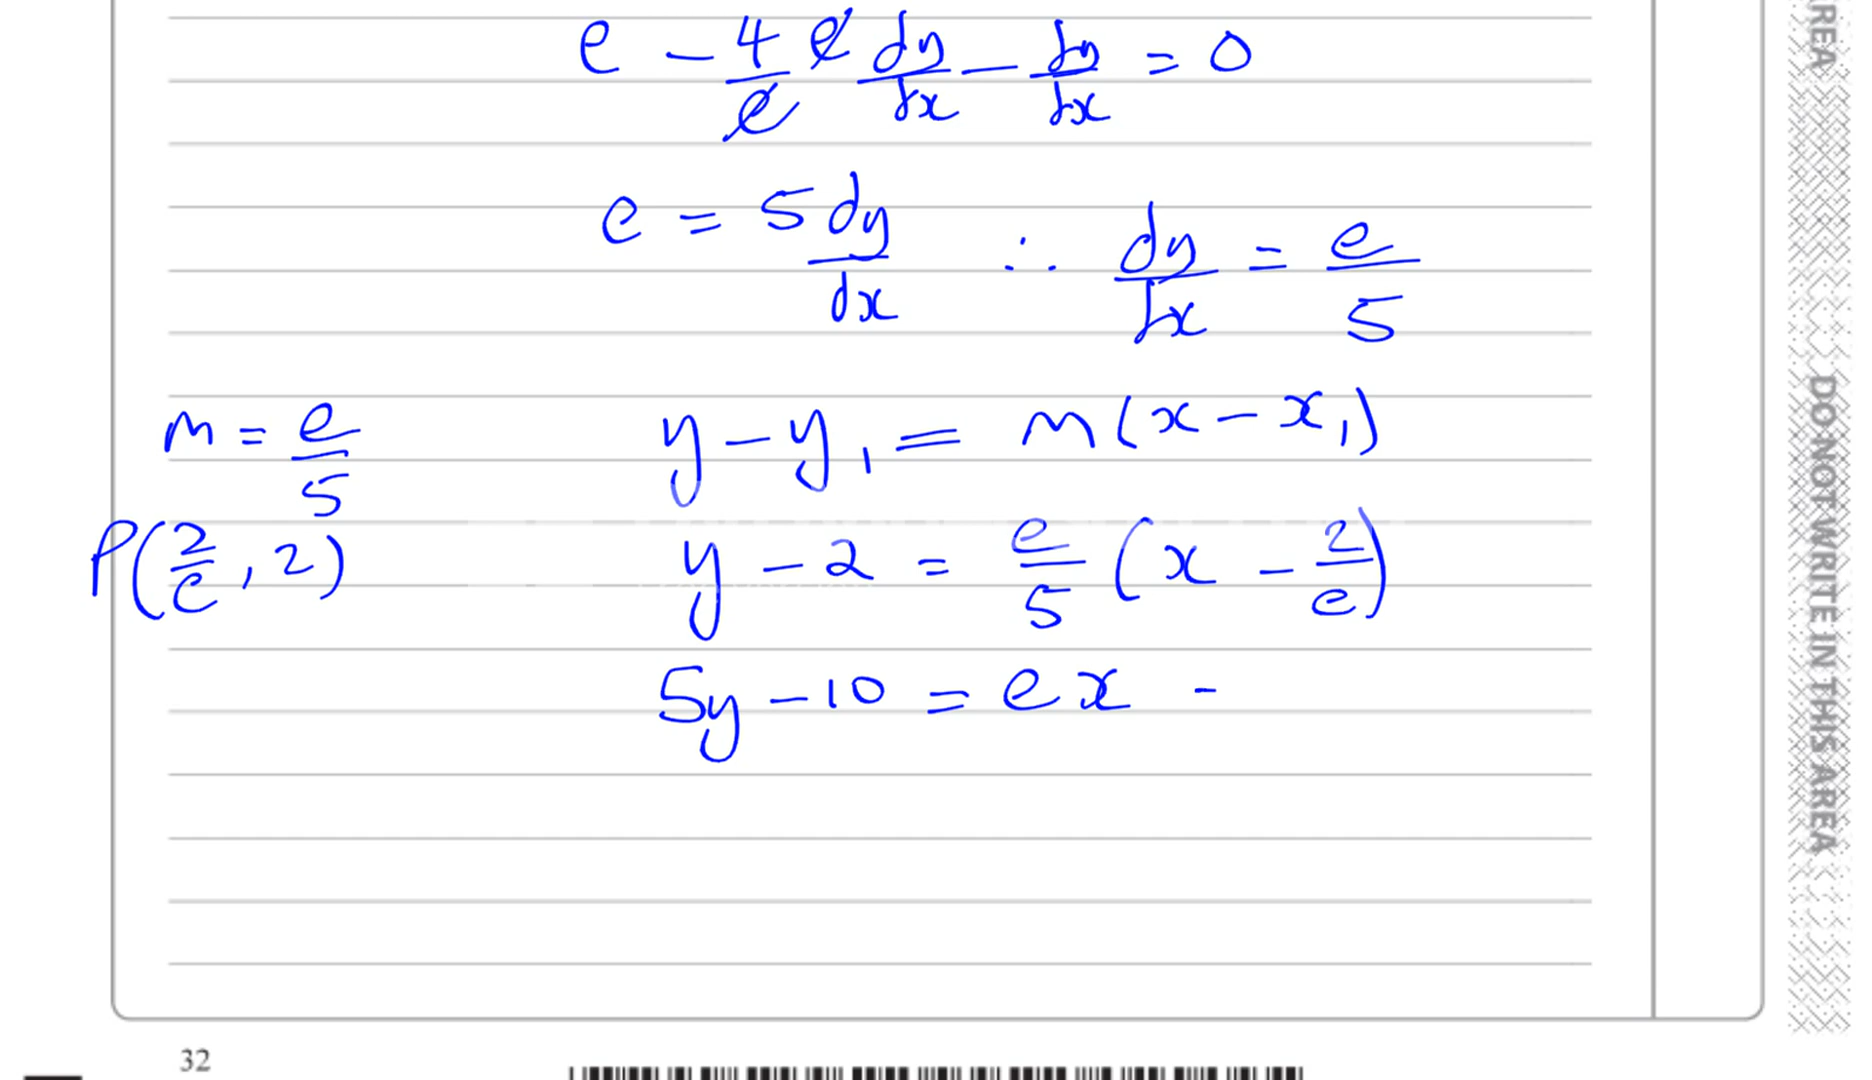 e - 4/e e dy/dx - dy/dx = 0
e = 5 dy/dx ∴ dy/dx = e/5
m = e/5 y - y₁ = m(x - x₁)
P(2/e, 2) y - 2 = e/5 (x - 2/e)
5y - 10 = ex -
32
AREA
DO NOT WRITE IN THIS AREA